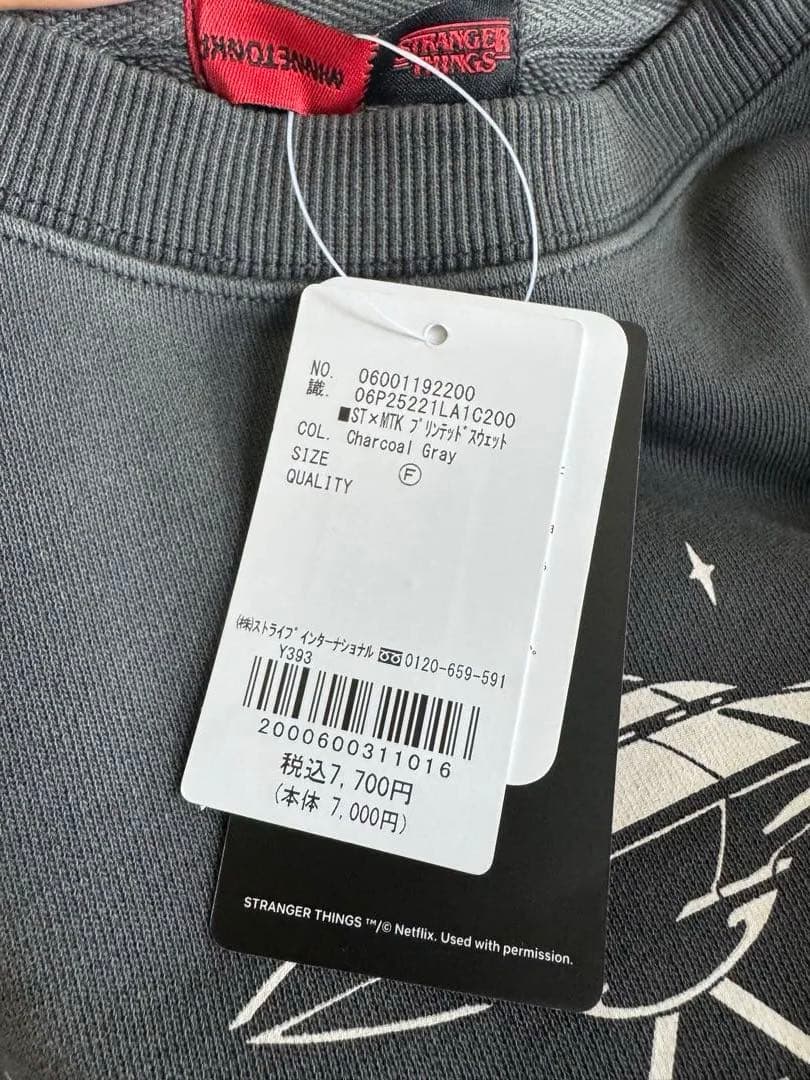 STRANGER
THINGS
NO. 06001192200
識. 06P25221LA1C200
■ST×MTK プリンテッドスウェット
COL. Charcoal Gray
SIZE Ⓕ
QUALITY
(株)ストライプインターナショナル 0120-659-591
Y393
2000600311016
税込7,700円
(本体 7,000円)
STRANGER THINGS ™/© Netflix. Used with permission.